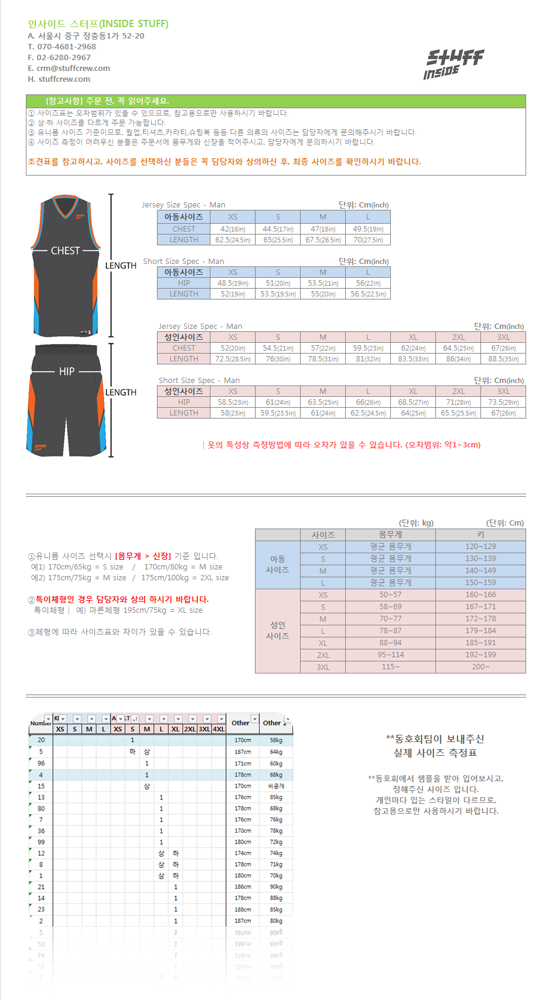 인사이드 스터프(INSIDE STUFF)
A. 서울시 중구 장충동1가 52-20
T. 070-4681-2968
F. 02-6280-2967
E. crm@stuffcrew.com
H. stuffcrew.com
STUFF
INSIDE
[참고사항] 주문 전, 꼭 읽어주세요.
① 사이즈표는 오차범위가 있을 수 있으므로, 참고용으로만 사용하시기 바랍니다.
② 상·하 사이즈를 다르게 주문 가능합니다.
③ 유니폼 사이즈 기준이므로, 웜업,티셔츠,카라티,슈팅복 등등 다른 의류의 사이즈는 담당자에게 문의해주시기 바랍니다.
④ 사이즈 측정이 어려우신 분들은 주문서에 몸무게와 신장을 적어주시고, 담당자에게 문의하시기 바랍니다.
조견표를 참고하시고, 사이즈를 선택하신 분들은 꼭 담당자와 상의하신 후, 최종 사이즈를 확인하시기 바랍니다.
CHEST
LENGTH
HIP
LENGTH
STUFF
INSIDE
Jersey Size Spec - Man 단위: Cm(inch)
아동사이즈 XS S M L
CHEST 42(16in) 44.5(17in) 47(18in) 49.5(19in)
LENGTH 62.5(24.5in) 65(25.5in) 67.5(26.5in) 70(27.5in)
Short Size Spec - Man 단위: Cm(inch)
아동사이즈 XS S M L
HIP 48.5(19in) 51(20in) 53.5(21in) 56(22in)
LENGTH 52(19in) 53.5(19.5in) 55(20in) 56.5(22.5in)
Jersey Size Spec - Man 단위: Cm(inch)
성인사이즈 XS S M L XL 2XL 3XL
CHEST 52(20in) 54.5(21in) 57(22in) 59.5(23in) 62(24in) 64.5(25in) 67(26in)
LENGTH 72.5(28.5in) 76(30in) 78.5(31in) 81(32in) 83.5(33in) 86(34in) 88.5(35in)
Short Size Spec - Man 단위: Cm(inch)
성인사이즈 XS S M L XL 2XL 3XL
HIP 58.5(23in) 61(24in) 63.5(25in) 66(26in) 68.5(27in) 71(28in) 73.5(29in)
LENGTH 58(23in) 59.5(23.5in) 61(24in) 62.5(24.5in) 64(25in) 65.5(25.5in) 67(26in)
| 옷의 특성상 측정방법에 따라 오차가 있을 수 있습니다. (오차범위: 약1~3cm)
①유니폼 사이즈 선택시 [몸무게 > 신장] 기준 입니다.
예1) 170cm/65kg = S size / 170cm/80kg = M size
예2) 175cm/75kg = M size / 175cm/100kg = 2XL size
②특이체형인 경우 담당자와 상의 하시기 바랍니다.
특이체형 | 예) 마른체형 195cm/75kg = XL size
③체형에 따라 사이즈표와 차이가 있을 수 있습니다.
(단위: kg) (단위: Cm)
사이즈 몸무게 키
아동
사이즈
XS 평균 몸무게 120~129
S 평균 몸무게 130~139
M 평균 몸무게 140~149
L 평균 몸무게 150~159
성인
사이즈
XS 50~57 160~166
S 58~69 167~171
M 70~77 172~178
L 78~87 179~184
XL 88~94 185~191
2XL 95~114 192~199
3XL 115~ 200~
Number XS S M L XS S M L XL 2XL 3XL 4XL Other Other 2
20 1 170cm 58kg
5 하 상 167cm 64kg
96 1 171cm 60kg
4 1 178cm 68kg
15 상 170cm 비공개
13 1 176cm 85kg
80 1 178cm 68kg
7 1 176cm 76kg
36 1 170cm 78kg
99 1 180cm 72kg
12 상 하 174cm 74kg
8 상 하 178cm 71kg
1 상 하 180cm 70kg
21 1 186cm 90kg
14 1 178cm 88kg
23 1 188cm 85kg
2 1 187cm 80kg
**동호회팀이 보내주신
실제 사이즈 측정표
**동호회에서 샘플을 받아 입어보시고,
정해주신 사이즈 입니다.
개인마다 입는 스타일이 다르므로,
참고용으로만 사용하시기 바랍니다.